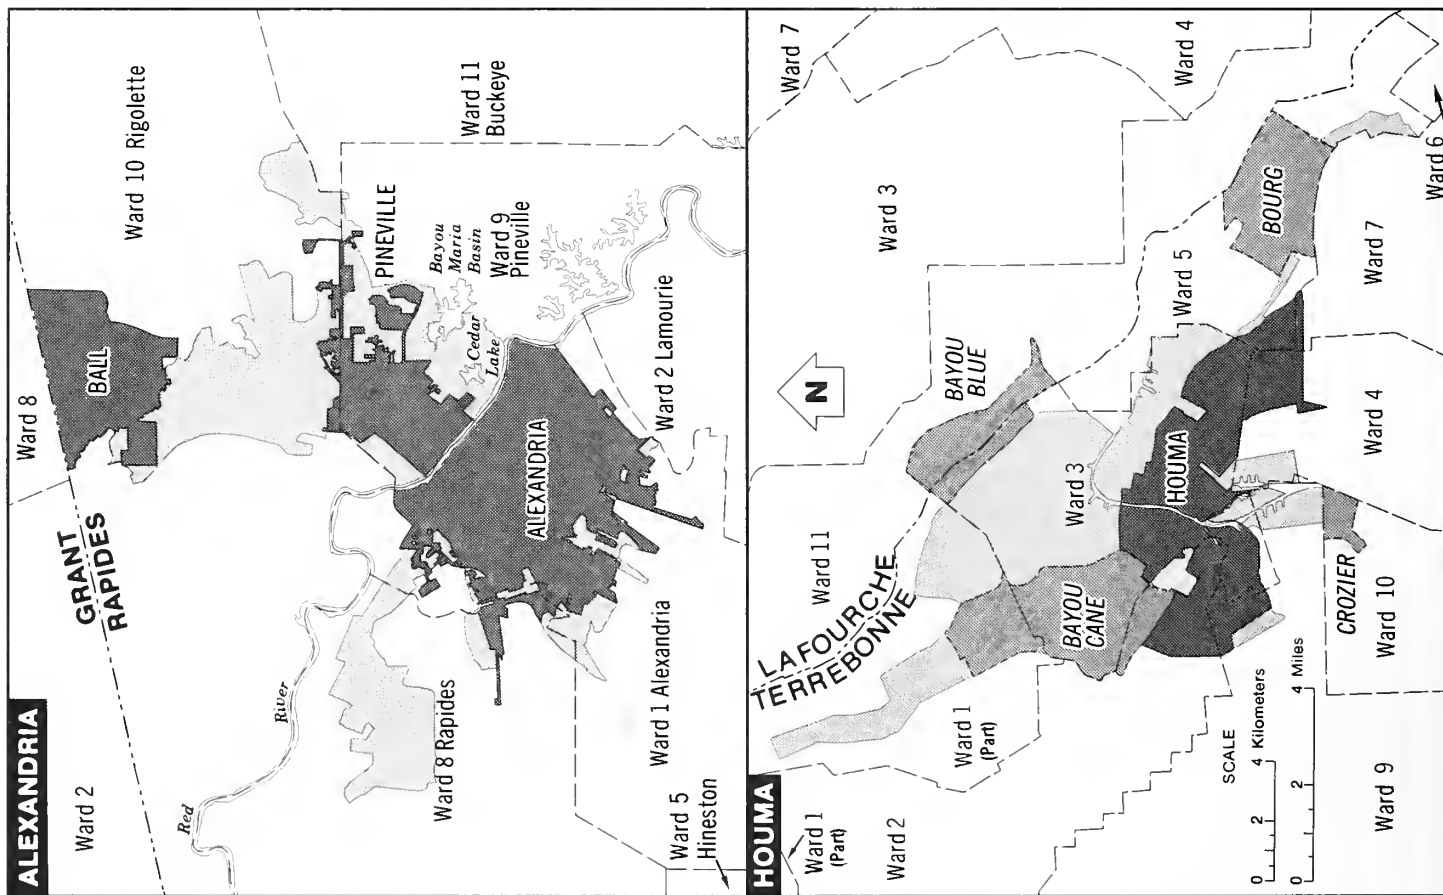 ALEXANDRIA
Ward 2
GRANT
RAPIDES
Ward 8
BALL
Ward 10 Rigolette
Red
River
Ward 8 Rapides
PINEVILLE
Ward 11
Buckeye
Bayou
Maria
Basin
Ward 9
Pineville
Cedar
Lake
ALEXANDRIA
Ward 1 Alexandria
Ward 2 Lamourie
Ward 5
Hineston
HOUMA
Ward 1
(Part)
Ward 2
LAFOURCHE
TERREBONNE
Ward 11
N
Ward 7
Ward 3
Ward 4
BAYOU
BLUE
Ward 1
(Part)
BAYOU
CANE
Ward 3
HOUMA
Ward 5
BOURG
SCALE
0 2 4 Kilometers
0 2 4 Miles
CROZIER
Ward 9
Ward 10
Ward 4
Ward 7
Ward 6